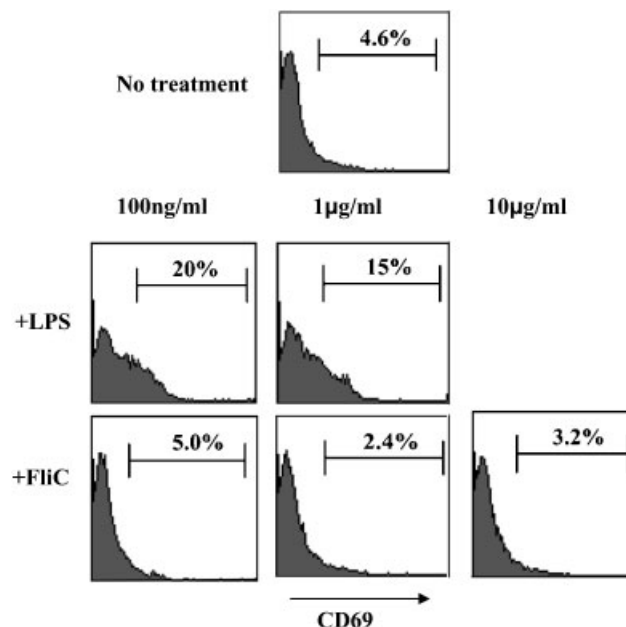 4.6%
No treatment
100ng/ml 1µg/ml 10µg/ml
20% 15%
+LPS
5.0% 2.4% 3.2%
+FliC
CD69